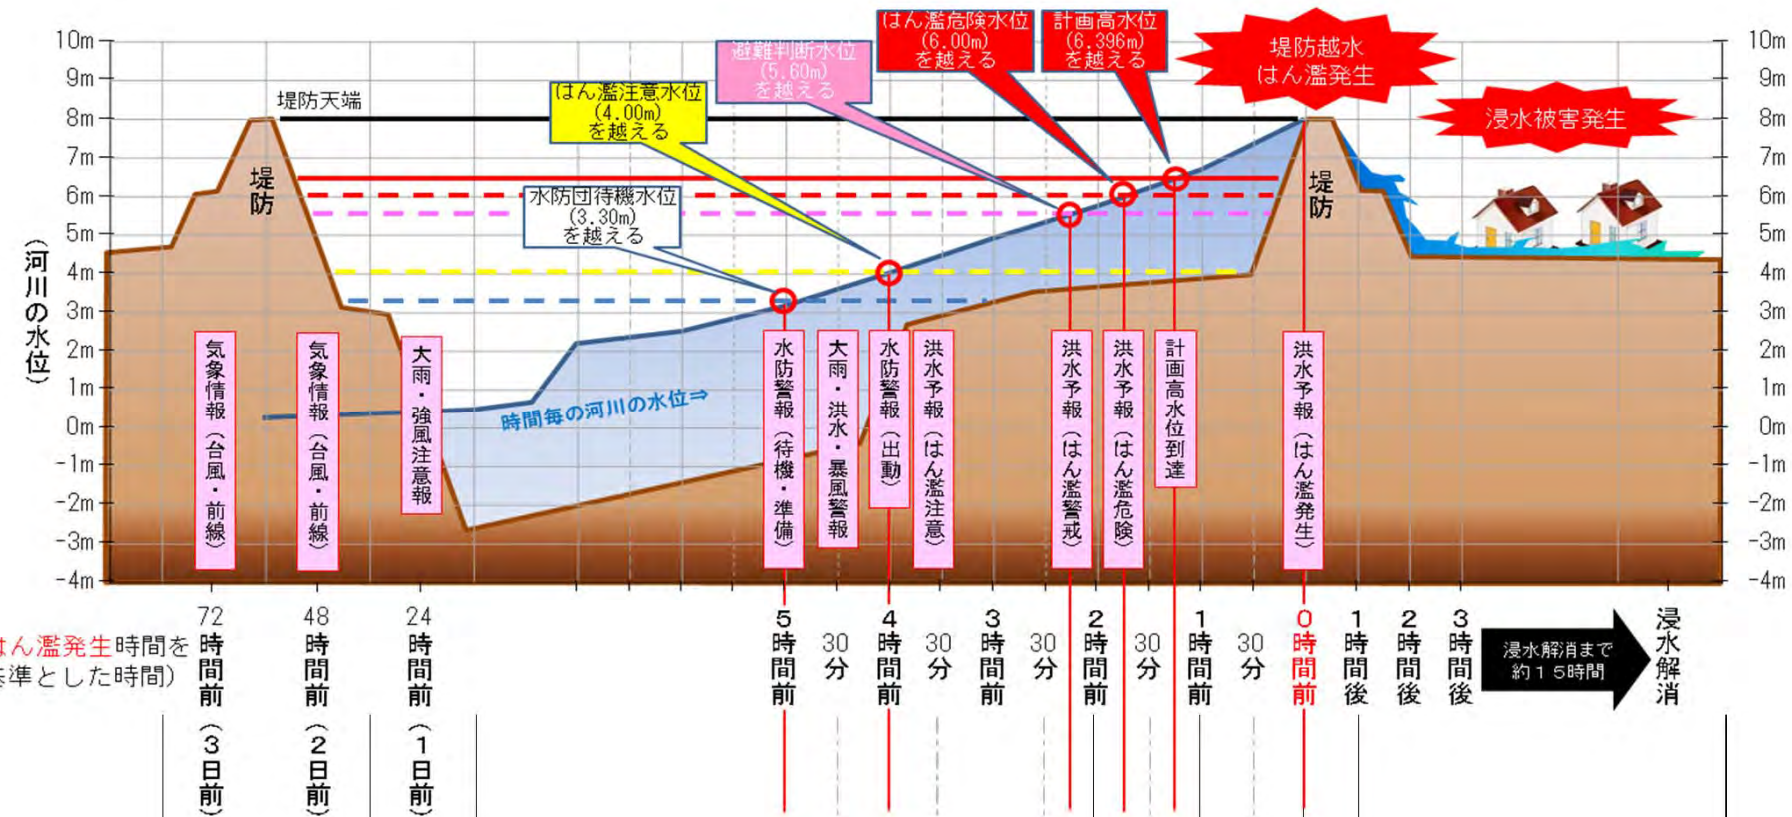 はん濫危険水位
(6.00m)
を越える
計画高水位
(6.396m)
を越える
堤防越水
はん濫発生
避難判断水位
(5.60m)
を越える
はん濫注意水位
(4.00m)
を越える
浸水被害発生
堤防天端
水防団待機水位
(3.30m)
を越える
堤防
堤防
(河川の水位)
10m
9m
8m
7m
6m
5m
4m
3m
2m
1m
0m
-1m
-2m
-3m
-4m
10m
9m
8m
7m
6m
5m
4m
3m
2m
1m
0m
-1m
-2m
-3m
-4m
時間毎の河川の水位⇒
気象情報(台風・前線)
気象情報(台風・前線)
大雨・強風注意報
水防警報(待機・準備)
大雨・洪水・暴風警報
水防警報(出動)
洪水予報(はん濫注意)
洪水予報(はん濫警戒)
洪水予報(はん濫危険)
計画高水位到達
洪水予報(はん濫発生)
はん濫発生時間を
基準とした時間)
72時間前(3日前)
48時間前(2日前)
24時間前(1日前)
5時間前
30分
4時間前
30分
3時間前
30分
2時間前
30分
1時間前
30分
0時間前
1時間後
2時間後
3時間後
浸水解消まで
約15時間
浸水解消